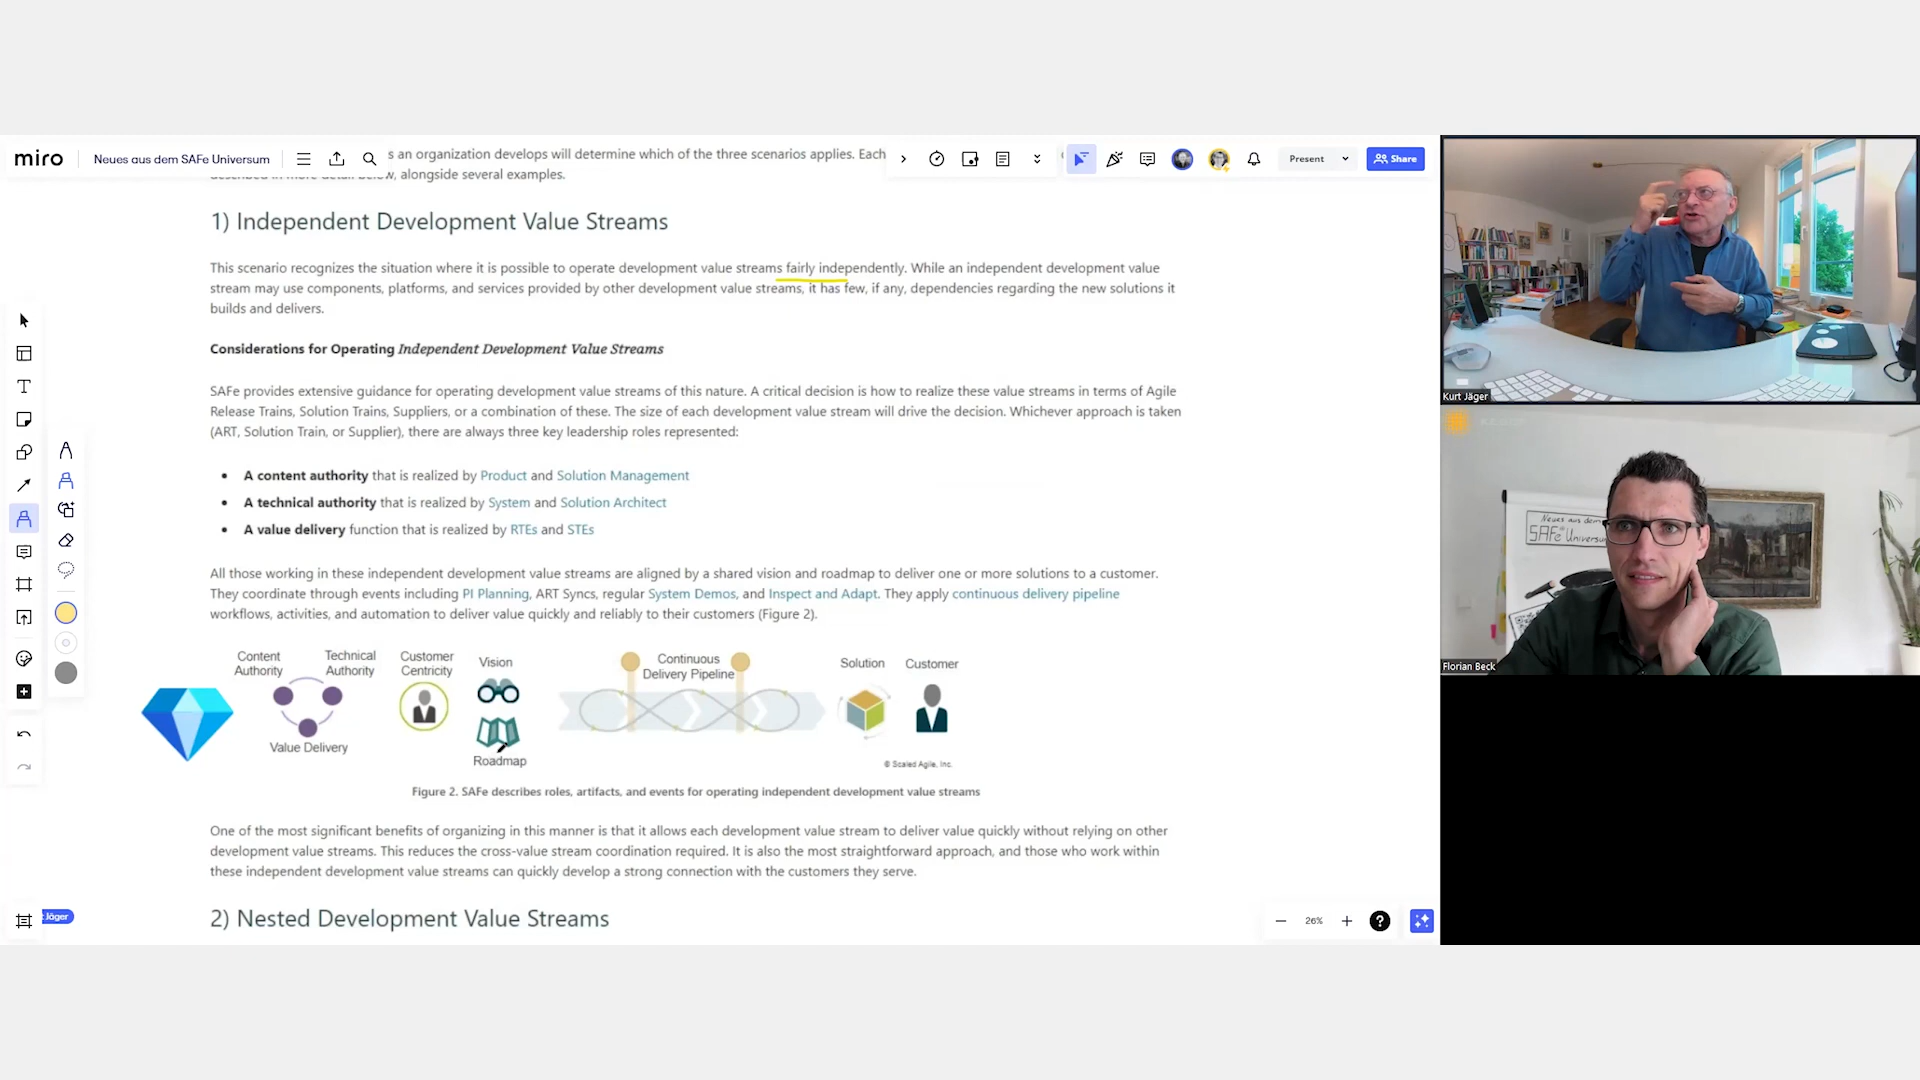 miro
Neues aus dem SAFe Universum
s an organization develops will determine which of the three scenarios applies. Each
described in more detail below, alongside several examples.
Present
Share
1) Independent Development Value Streams
This scenario recognizes the situation where it is possible to operate development value streams fairly independently. While an independent development value
stream may use components, platforms, and services provided by other development value streams, it has few, if any, dependencies regarding the new solutions it
builds and delivers.
Considerations for Operating Independent Development Value Streams
SAFe provides extensive guidance for operating development value streams of this nature. A critical decision is how to realize these value streams in terms of Agile
Release Trains, Solution Trains, Suppliers, or a combination of these. The size of each development value stream will drive the decision. Whichever approach is taken
(ART, Solution Train, or Supplier), there are always three key leadership roles represented:
• A content authority that is realized by Product and Solution Management
• A technical authority that is realized by System and Solution Architect
• A value delivery function that is realized by RTEs and STEs
All those working in these independent development value streams are aligned by a shared vision and roadmap to deliver one or more solutions to a customer.
They coordinate through events including PI Planning, ART Syncs, regular System Demos, and Inspect and Adapt. They apply continuous delivery pipeline
workflows, activities, and automation to deliver value quickly and reliably to their customers (Figure 2).
Content
Authority
Technical
Authority
Value Delivery
Customer
Centricity
Vision
Roadmap
Continuous
Delivery Pipeline
Solution
Customer
© Scaled Agile, Inc.
Figure 2. SAFe describes roles, artifacts, and events for operating independent development value streams
One of the most significant benefits of organizing in this manner is that it allows each development value stream to deliver value quickly without relying on other
development value streams. This reduces the cross-value stream coordination required. It is also the most straightforward approach, and those who work within
these independent development value streams can quickly develop a strong connection with the customers they serve.
2) Nested Development Value Streams
t Jäger
26%
?
Kurt Jäger
Neues aus dem
SAFe Universum
Florian Beck